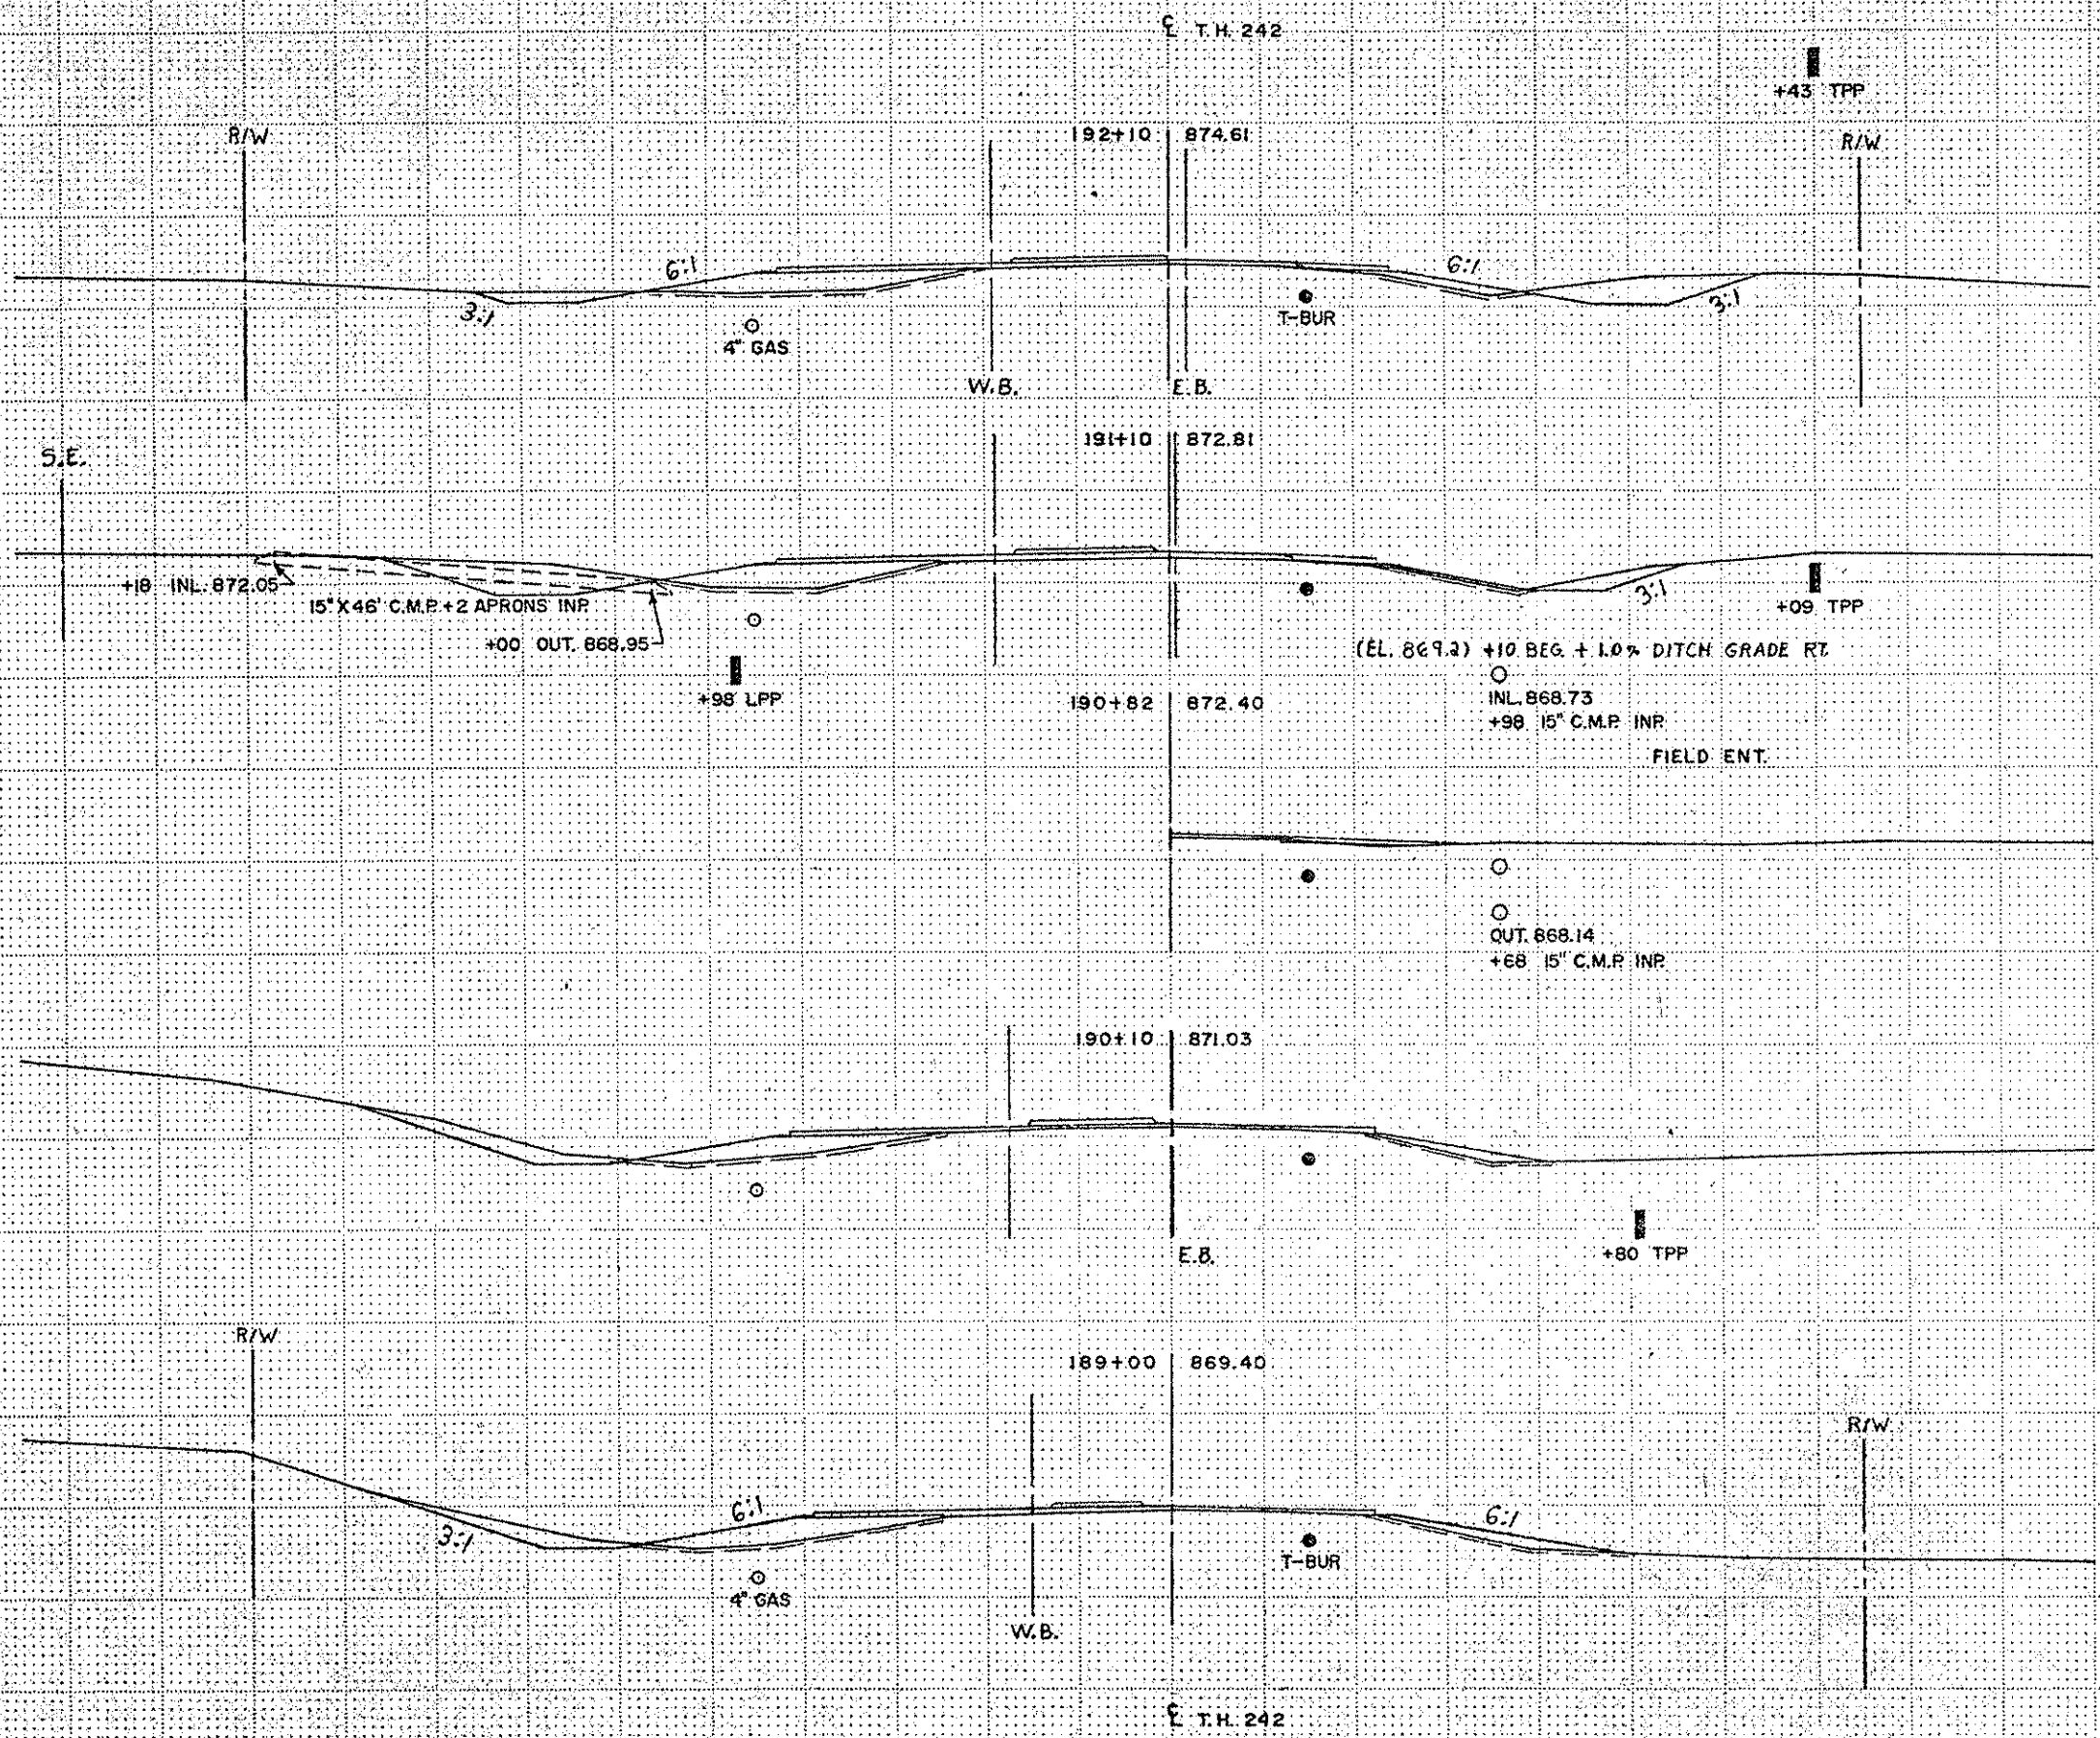 ℄ T.H. 242
+43 TPP
R/W
192+10 874.61
R/W
6:1
6:1
3:1
3:1
4" GAS
T-BUR
W.B.
E.B.
191+10 872.81
S.E.
+18 INL. 872.05
15" X 46' C.M.P. + 2 APRONS INP.
+00 OUT. 868.95
3:1
+09 TPP
(EL. 869.2) +10 BEG. + 1.0% DITCH GRADE RT.
+98 LPP
190+82 872.40
INL. 868.73
+98 15" C.M.P. INP.
FIELD ENT.
OUT. 868.14
+68 15" C.M.P. INP.
190+10 871.03
E.B.
+80 TPP
R/W
189+00 869.40
R/W
6:1
6:1
3:1
4" GAS
T-BUR
W.B.
℄ T.H. 242